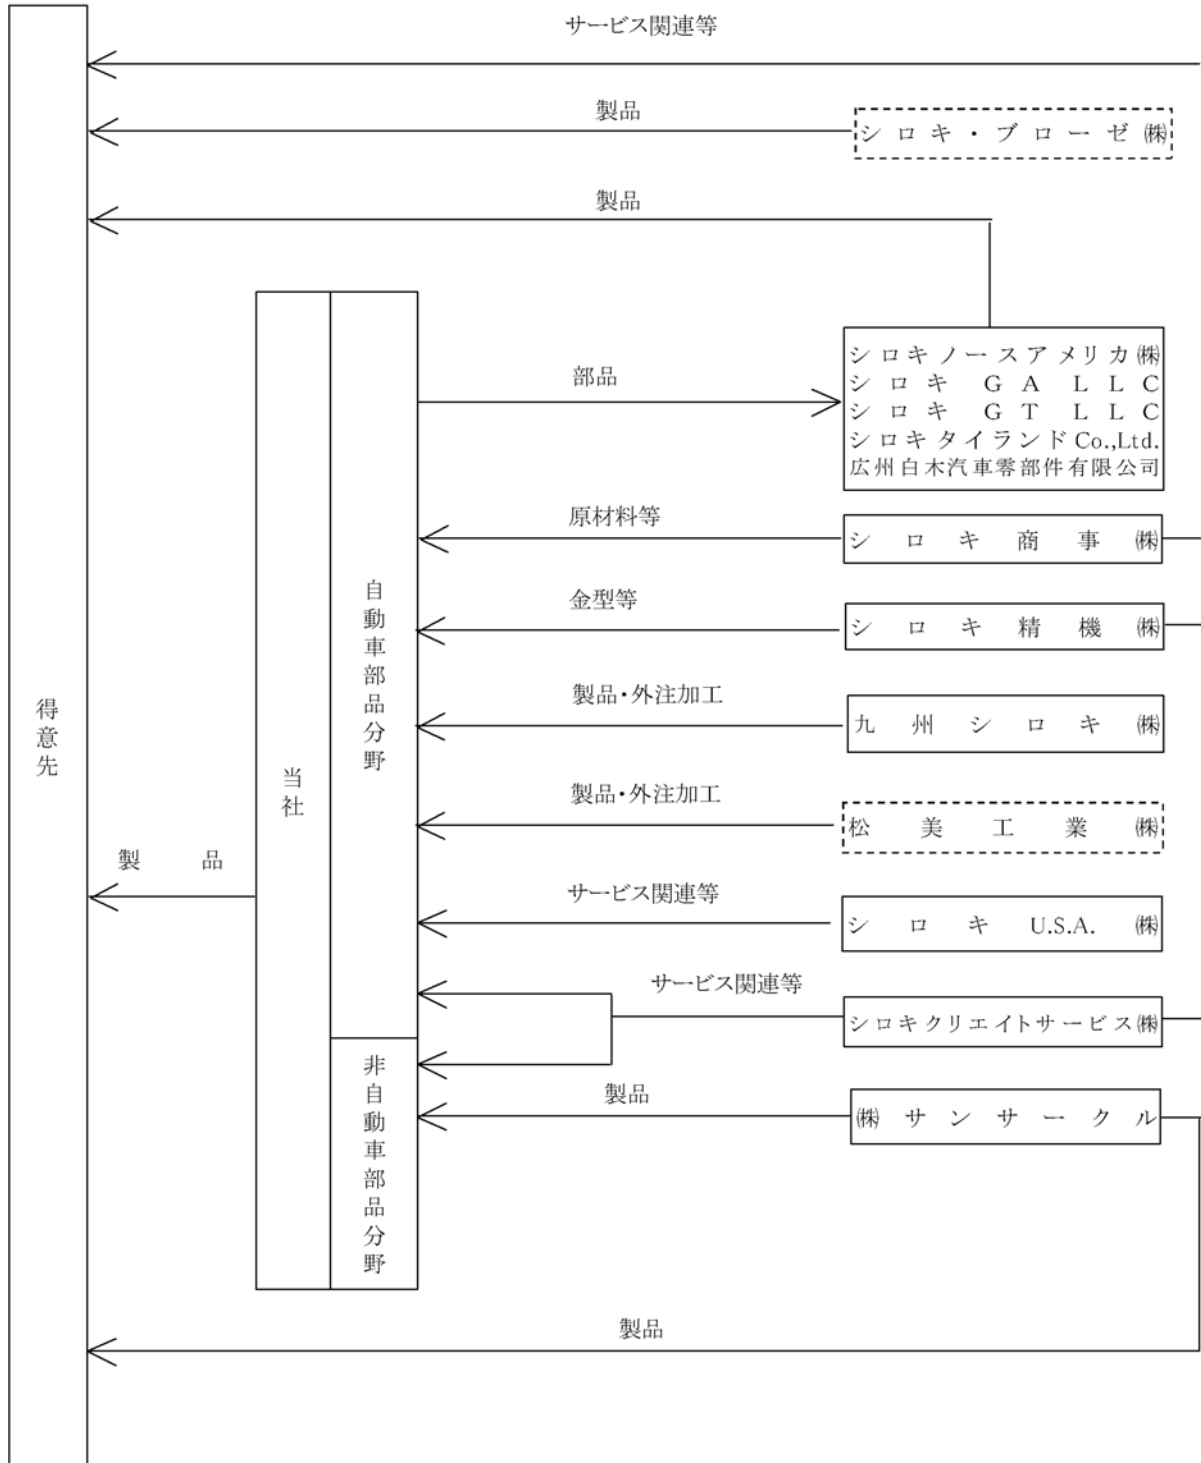 サービス関連等
製品
シロキ・ブローゼ㈱
製品
シロキノースアメリカ㈱
シロキ GA LLC
シロキ GT LLC
シロキタイランドCo.,Ltd.
広州白木汽車零部件有限公司
部品
原材料等
シロキ商事㈱
金型等
シロキ精機㈱
製品・外注加工
九州シロキ㈱
製品・外注加工
松美工業㈱
サービス関連等
シロキ U.S.A. ㈱
サービス関連等
シロキクリエイトサービス㈱
製品
㈱サンサークル
自動車部品分野
非自動車部品分野
当社
製品
得意先
製品